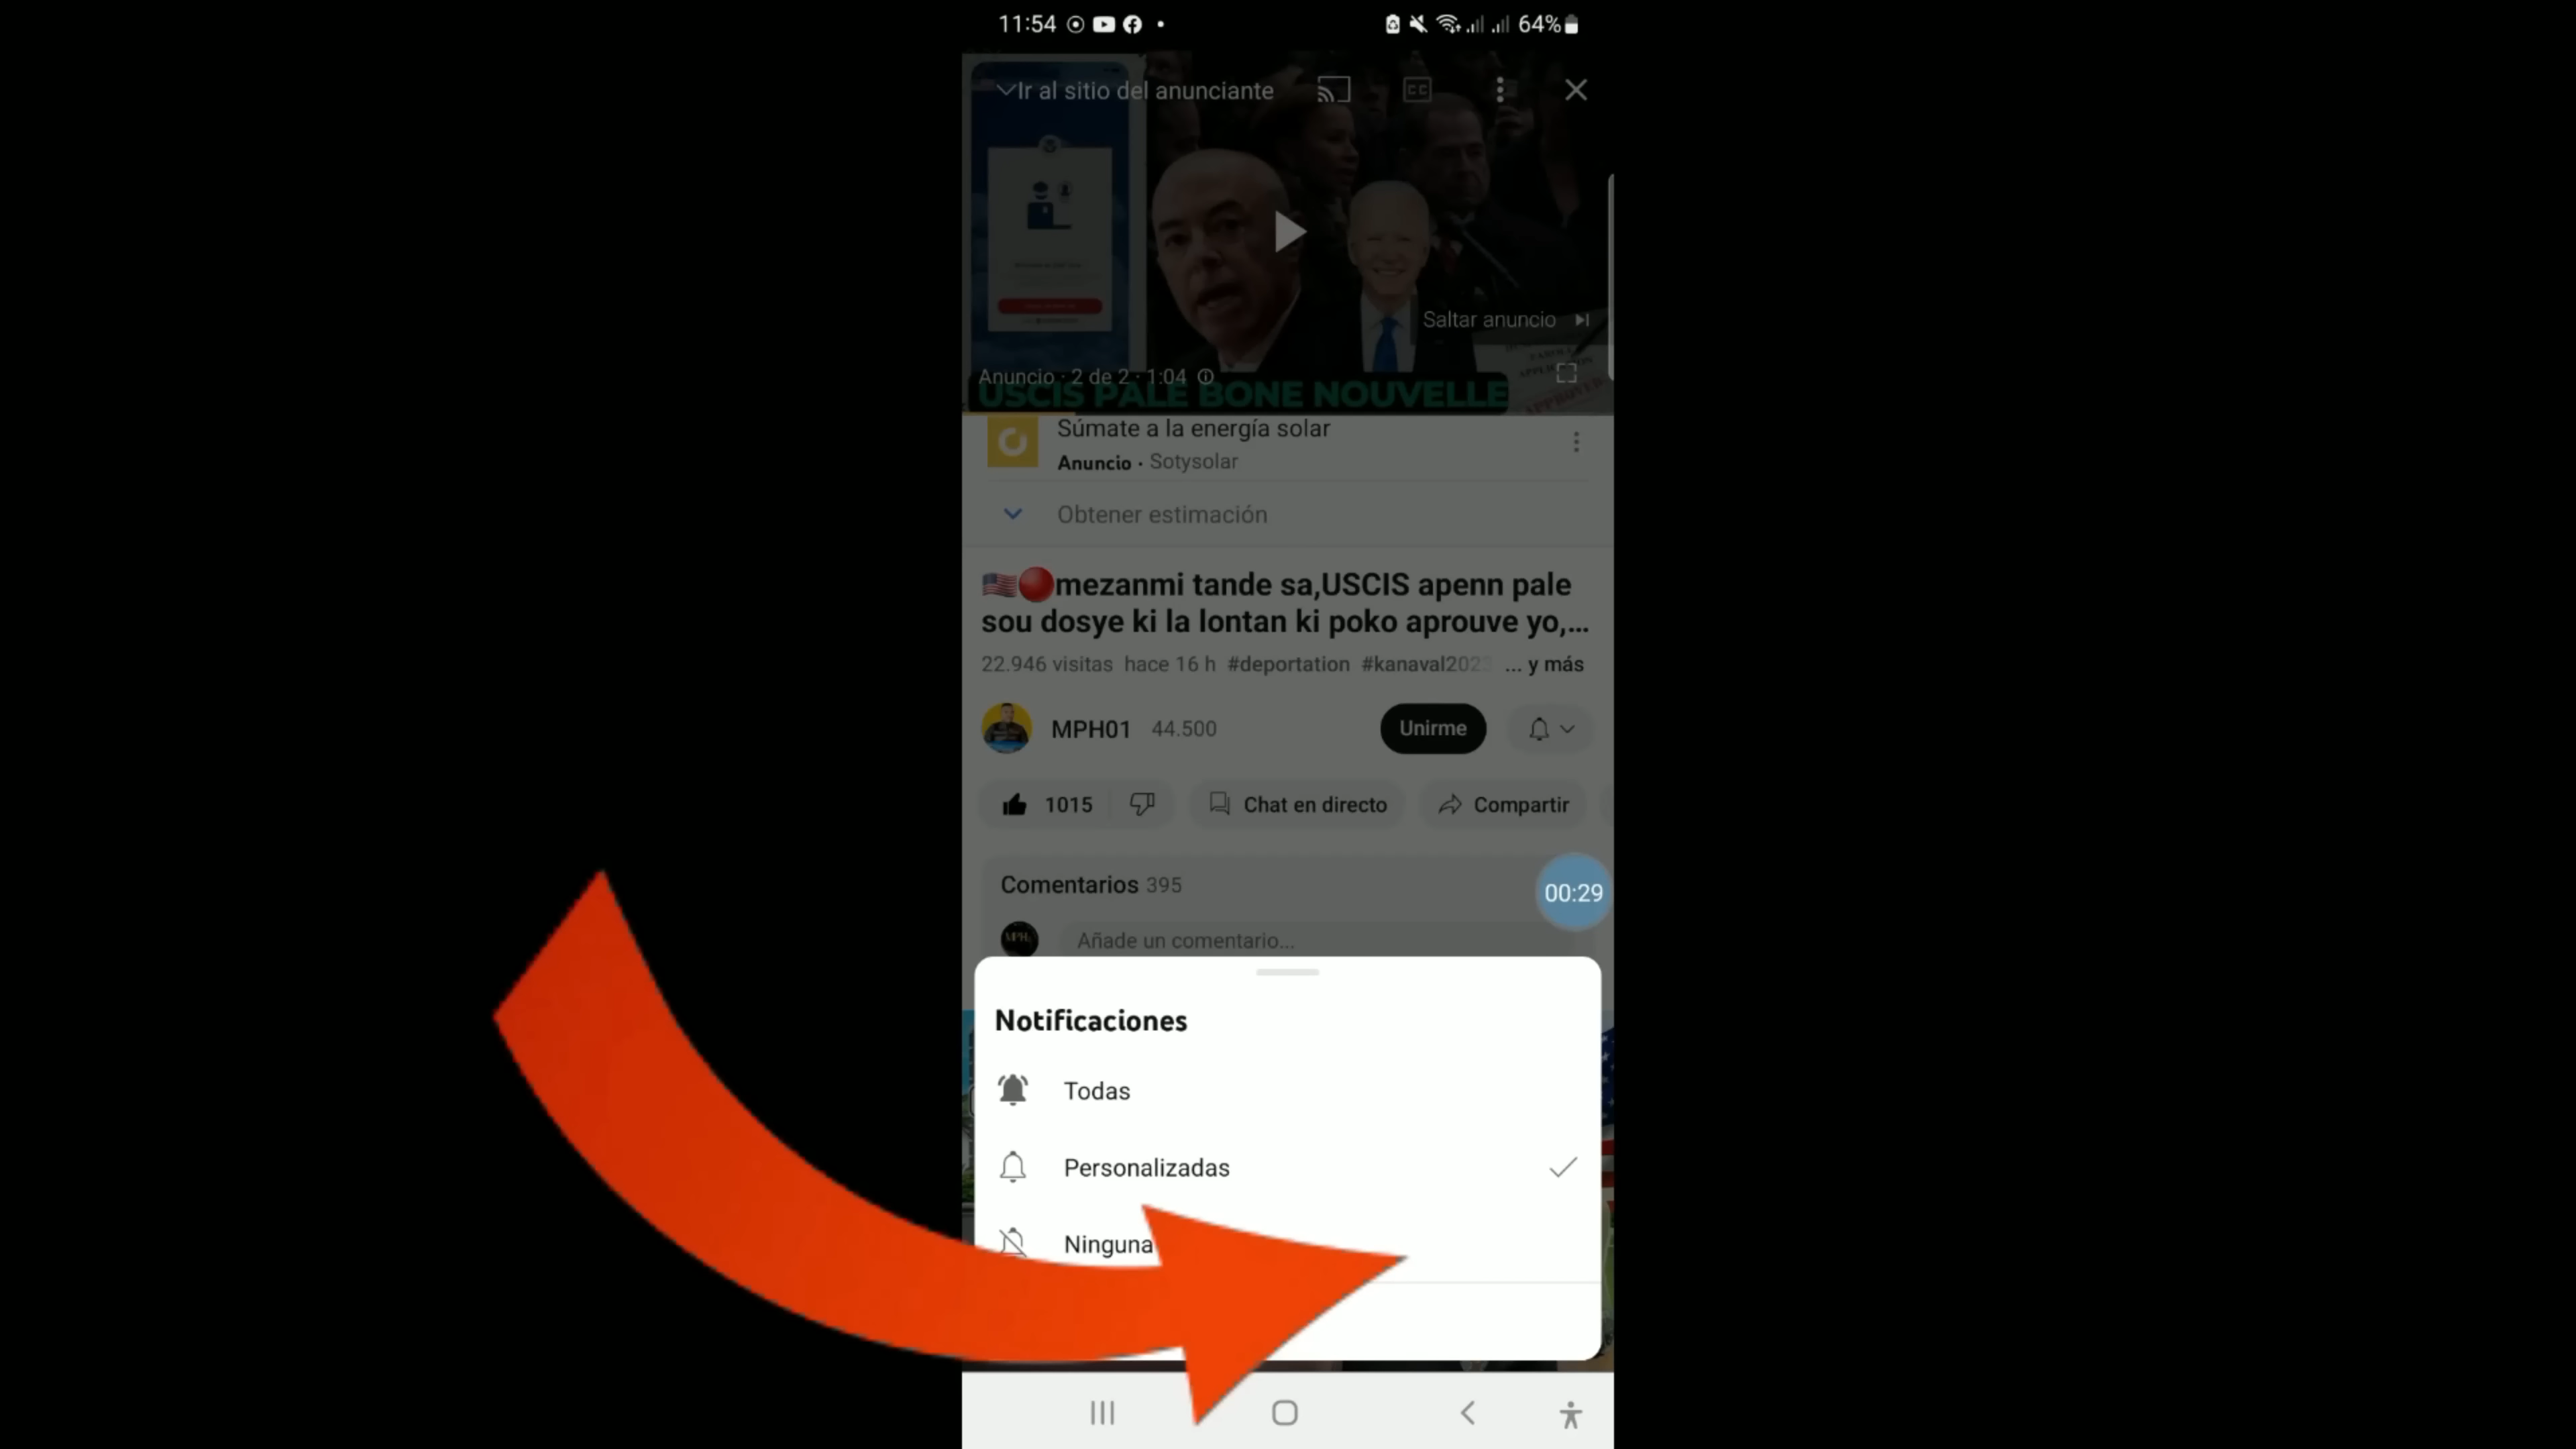 11:54
64%
Ir al sitio del anunciante
CC
Saltar anuncio
Anuncio · 2 de 2 · 1:04
USCIS PALE BONE NOUVELLE
Súmate a la energía solar
Anuncio · Sotysolar
Obtener estimación
mezanmi tande sa,USCIS apenn pale
sou dosye ki la lontan ki poko aprouve yo,...
22.946 visitas hace 16 h #deportation #kanaval2023 ... y más
MPH01 44.500
Unirme
1015
Chat en directo
Compartir
Comentarios 395
00:29
Añade un comentario...
Notificaciones
Todas
Personalizadas
Ninguna